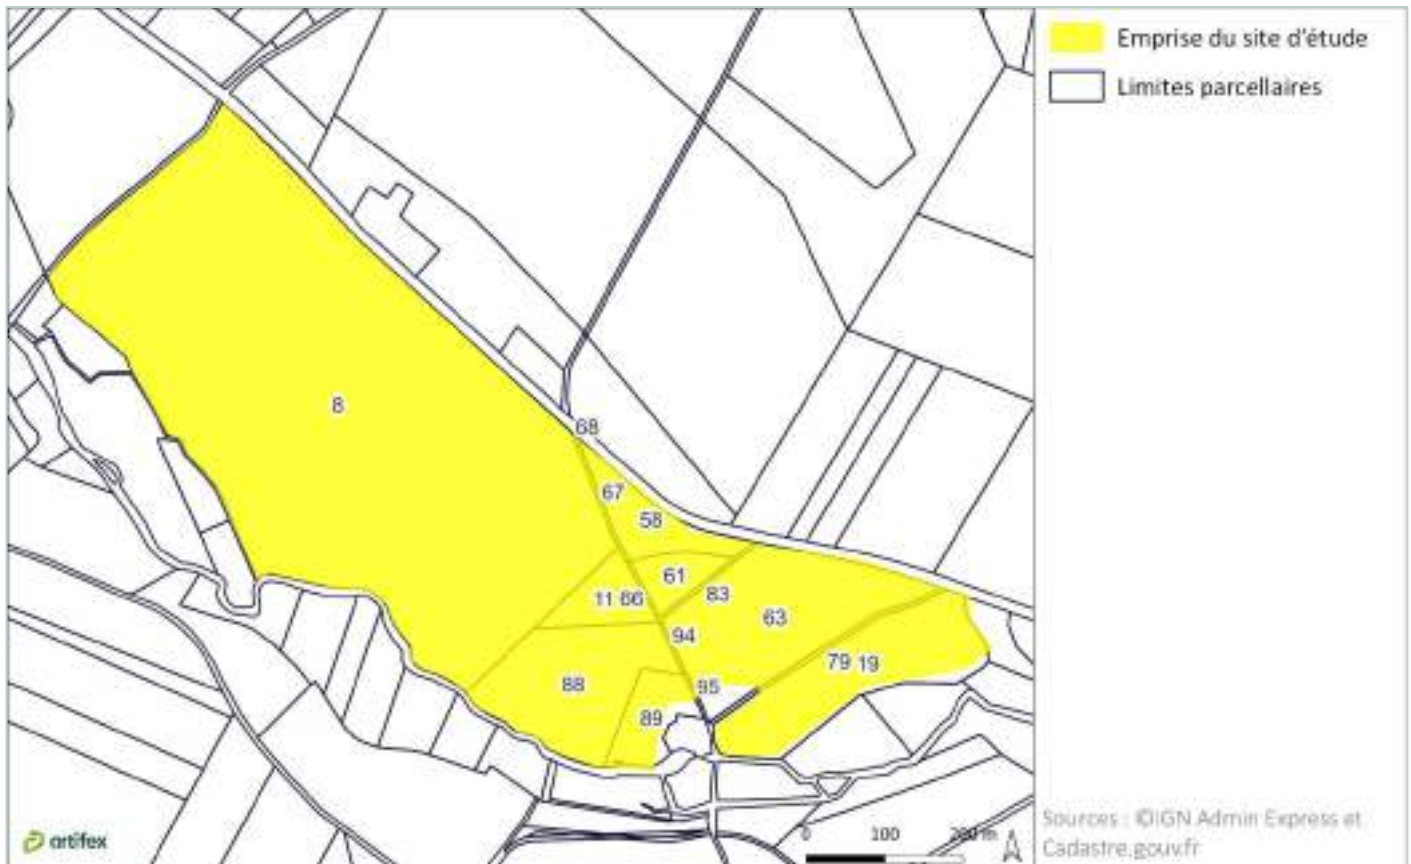 Emprise du site d'étude
Limites parcellaires
8
68
67
58
61
11 66
83
63
94
79 19
88
95
89
artifex
0 100 200 m
Sources : ©IGN Admin Express et
Cadastre.gouv.fr